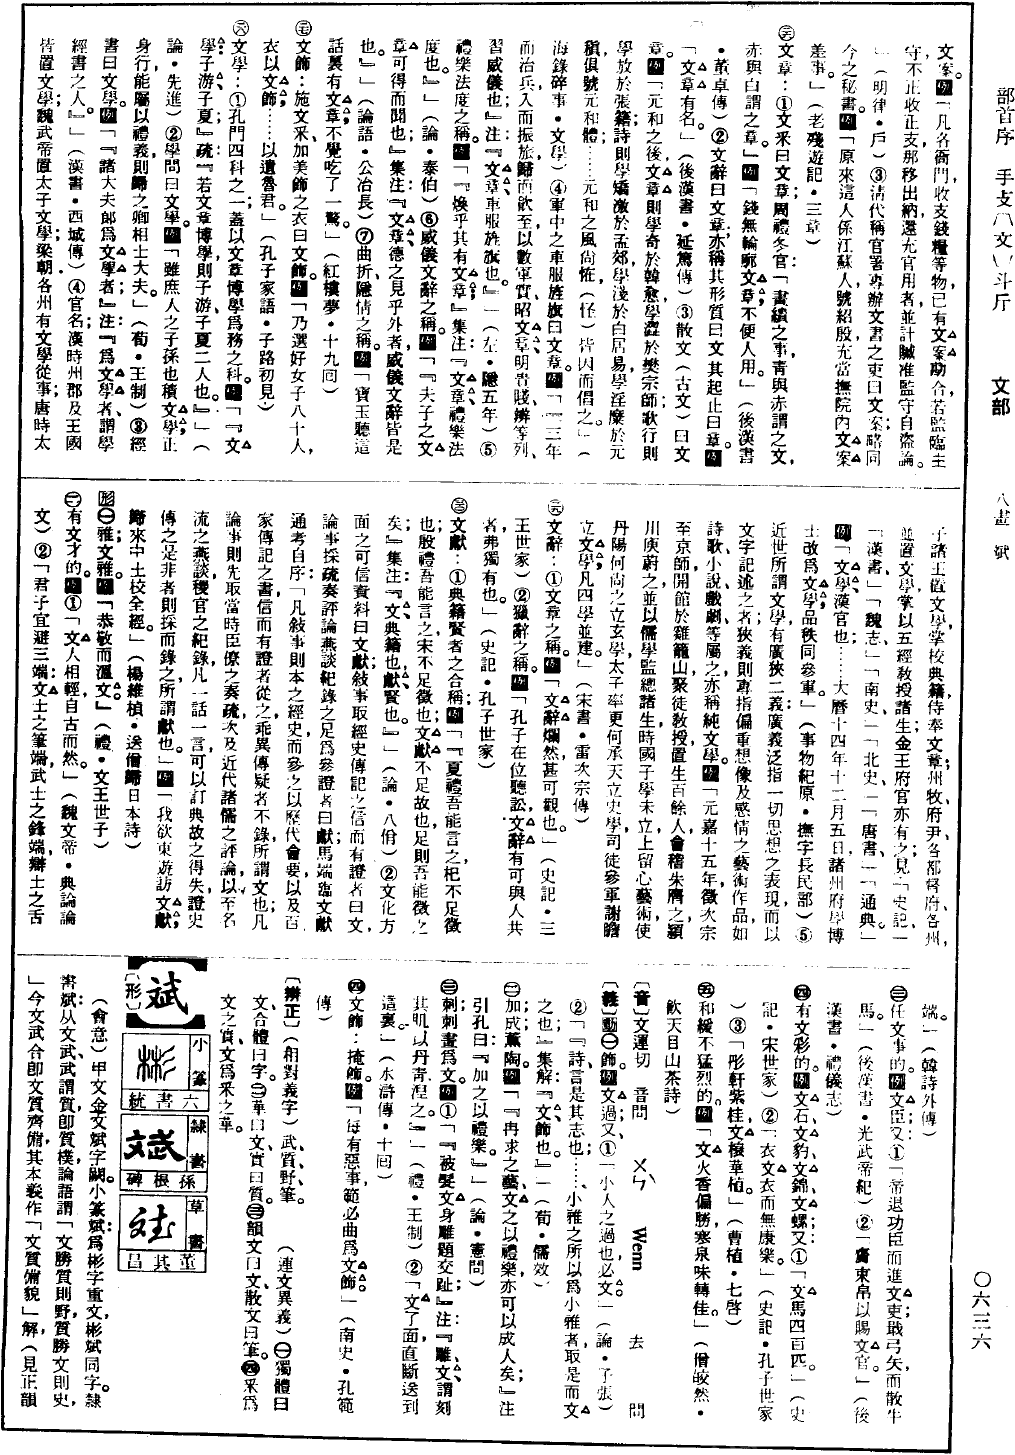 部首序 手支八文八斗斤 文部 八畫 斌 〇六三六
文案。例「凡各衙門收支錢糧等物已有文案勘合若監臨主
守不正收正支那移出納還充官用者並計贓准監守自盜論。
」(明律・戶)③清代稱官署專辦文書之吏曰文案略同
今之秘書。例「原來這人係江蘇人號紹殷充當撫院內文案
差事」(老殘遊記・三章)
文章:①文釆曰文章;周禮冬官「畫繢之事青與赤謂之文,
赤與白謂之章」例「錢無輪郭文章不便人用。」(後漢書
・董卓傳)②文辭曰文章亦稱其形質曰文其起止曰章。例
「文章有名。」(後漢書・延篤傳)③散文(古文)曰文
章。例「元和之後文章則學奇於韓愈學澀於樊宗師歌行則
學放於張籍;詩則學矯激於孟郊學淺於白居易學淫靡於元
稹俱號元和體……元和之風尚恠(怪)皆因而倡之。」(
海錄碎事・文學)④軍中之車服旌旗曰文章。例「『三年
而治兵入而振旅歸而飲至以數軍實昭文章明貴賤辨等列
習威儀也』注『文章車服旌旗也。』」(左・隱五年)⑤
禮樂法度之稱。例「『煥乎其有文章』集注:『文章禮樂法
度也。』」(論・泰伯)⑥威儀文辭之稱。例「『夫子之文
章可得而聞也』集注:『文章德之見乎外者威儀文辭皆是
也。』」(論語・公冶長)⑦曲折隱情之稱。例「寶玉聽這
話裏有文章不覺吃了一驚。」(紅樓夢・十九回)
文飾:施文采加美飾之衣曰文飾。例「乃選好女子八十人,
衣以文飾……以遺魯君。」(孔子家語・子路初見)
文學:①孔門四科之一蓋以文章博學爲務之科。例「『文
學子游子夏』疏『若文章博學則子游子夏二人也。』」(
論・先進)②學問曰文學。例「雖庶人之子孫也積文學正
身行能屬以禮義則歸之卿相士大夫。」(荀・王制)③經
書曰文學。例「『諸大夫郎爲文學者』注:『爲文學者謂學
經書之人。』」(漢書・西域傳)④官名漢時州郡及王國
皆置文學;魏武帝置太子文學;梁朝各州有文學從事唐時太
子諸王置文學掌校典籍侍奉文章州牧府尹各都督府各州,
並置文學掌以五經敎授諸生金王府官亦有之見「史記」
「漢書」「魏志」「南史」「北史」「唐書」「通典」
例「文學漢官也……大曆十四年十二月五日諸州府學博
士改爲文學品秩同參軍。」(事物紀原・撫字長民部)⑤
近世所謂文學有廣狹二義廣義泛指一切思想之表現而以
文字記述之者狹義則專指偏重想像及感情之藝術作品如
詩歌、小說、戲劇等屬之亦稱純文學。例「元嘉十五年徵次宗
至京師開館於雞籠山聚徒敎授置生百餘人會稽朱膺之潁
川庾蔚之並以儒學監總諸生時國子學未立上留心藝術使
丹陽何尚之立玄學太子率更何承天立史學司徒參軍謝瞻
立文學凡四學並建。」(宋書・雷次宗傳)
文辭:①文章之稱。例「文辭爛然甚可觀也。」(史記・三
王世家)②獄辭之稱。例「孔子在位聽訟文辭有可與人共
者弗獨有也。」(史記・孔子世家)
文獻:①典籍賢者之合稱例「『夏禮吾能言之杞不足徵
也殷禮吾能言之宋不足徵也文獻不足故也足則吾能徵之
矣』集注:『文典籍也獻賢也。』」(論・八佾)②文化方
面之可信資料曰文獻敘事取經史傳記之信而有證者曰文,
論事採疏奏評論燕談紀錄之足爲參證者曰獻馬端臨文獻
通考自序「凡敘事則本之經史而參之以歷代會要以及百
家傳記之書信而有證者從之乖異傳疑者不錄所謂文也凡
論事則先取當時臣僚之奏疏次及近代諸儒之評論以至名
流之燕談稗官之紀錄凡一話一言可以訂典故之得失證史
傳之是非者則採而錄之所謂獻也。」例「我欲東遊訪文獻;
歸來中土校全經。」(楊維楨・送僧歸日本詩)
形㊀雅文雅例「恭敬而溫文。」(禮・文王世子)
㊁有文才的。例①「文人相輕自古而然。」(魏文帝・典論論
文)②「君子宜避三端:文士之筆端武士之鋒端辯士之舌
端。」(韓詩外傳)
㊂任文事的。例文臣又①「帝退功臣而進文吏戢弓矢而散牛
馬。」(後漢書・光武帝紀)②「齎束帛以賜文官。」(後
漢書・禮儀志)
㊃有文彩的。例文石、文豹、文錦、文螺又①「文馬四百匹。」(史
記・宋世家)②「衣文衣而舞康樂。」(史記・孔子世家
)③「彤軒紫柱,文榱華梠。」(曹植・七啓)
㊄和緩不猛烈的。例「文火香偏勝寒泉味轉佳。」(僧皎然・
飲天目山茶詩)
〔音〕文運切 音問 ㄨㄣˋ Wenn 去 問
〔義〕動㊀飾。例文過又①「小人之過也必文。」(論・子張)
②「『詩言是其志也……小雅之所以爲小雅者取是而文
之也』集解『文飾也。』」(荀・儒效)
㊁加成薰陶。例「『冉求之藝文之以禮樂亦可以成人矣』注
引孔曰『加之以禮樂。』」(論・憲問)
㊂刺刺畫爲文。例①「『被髮文身雕題交趾』注:『雕文謂刻
其肌以丹青涅之。』」(禮・王制)②「文了面直斷送到
這裏。」(水滸傳・十回)
㊃文飾:掩飾。例「每有惡事範必曲爲文飾。」(南史・孔範
傳)
〔辨正〕(相對義字)武、質、野、筆。 (連文異義)㊀獨體曰
文、合體曰字。㊁華曰文、實曰質。㊂韻文曰文、散文曰筆。㊃釆爲
文之質文爲釆之華。
斌
〔形〕
小篆 六書統
隸書 孫根碑
草書 董其昌
(會意)甲文金文斌字闕。小篆斌爲彬字重文,彬斌同字。隸
書:斌从文武,武謂質卽質樸論語謂「文勝質則野質勝文則史,
」今文武合卽文質齊備其本義作「文質備貌」解(見正韻